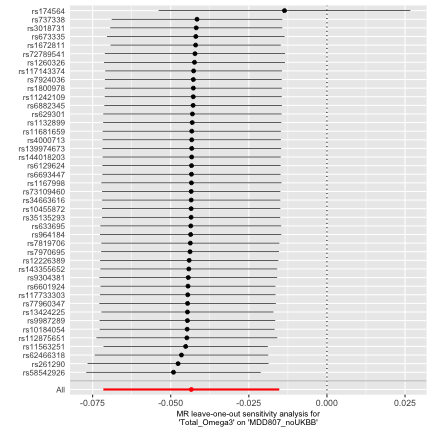 rs174564
rs737338
rs3018731
rs673335
rs1672811
rs72789541
rs1260326
rs117143374
rs7924036
rs1800978
rs11242109
rs6882345
rs629301
rs1132899
rs11681659
rs4000713
rs139974673
rs144018203
rs6129624
rs6693447
rs1167998
rs73109460
rs34663616
rs10455872
rs35135293
rs633695
rs964184
rs7819706
rs7970695
rs12226389
rs143355652
rs9304381
rs6601924
rs117733303
rs77960347
rs13424225
rs9987289
rs10184054
rs112875651
rs11563251
rs62466318
rs261290
rs58542926
All
-0.075 -0.050 -0.025 0.000 0.025
MR leave-one-out sensitivity analysis for
'Total_Omega3' on 'MDD807_noUKBB'